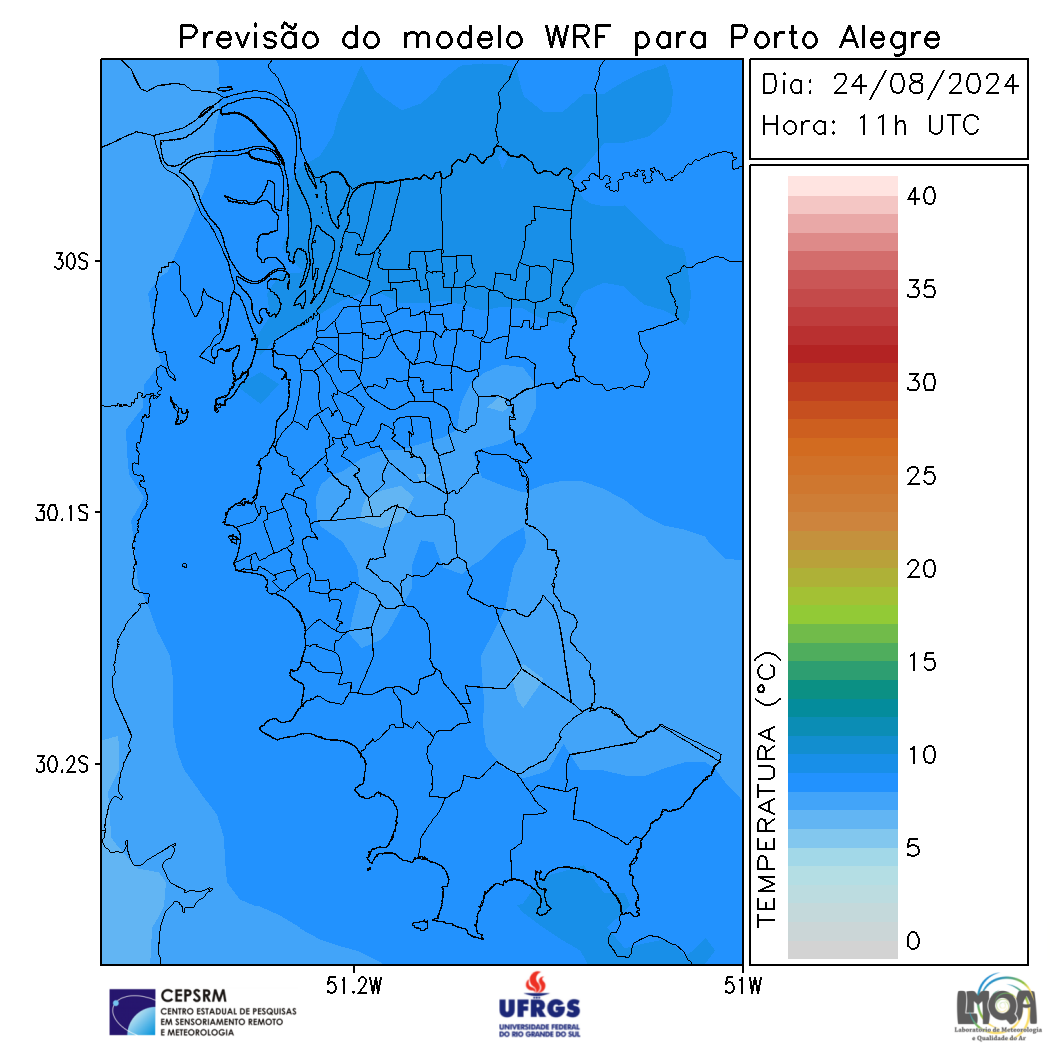 Previsão do modelo WRF para Porto Alegre
Dia: 24/08/2024
Hora: 11h UTC
40
35
30
25
20
15
10
5
0
TEMPERATURA (°C)
30S
30.1S
30.2S
51.2W
51W
CEPSRM
CENTRO ESTADUAL DE PESQUISAS
EM SENSORIAMENTO REMOTO
E METEOROLOGIA
UFRGS
UNIVERSIDADE FEDERAL
DO RIO GRANDE DO SUL
LMQA
Laboratório de Meteorologia
e Qualidade do Ar